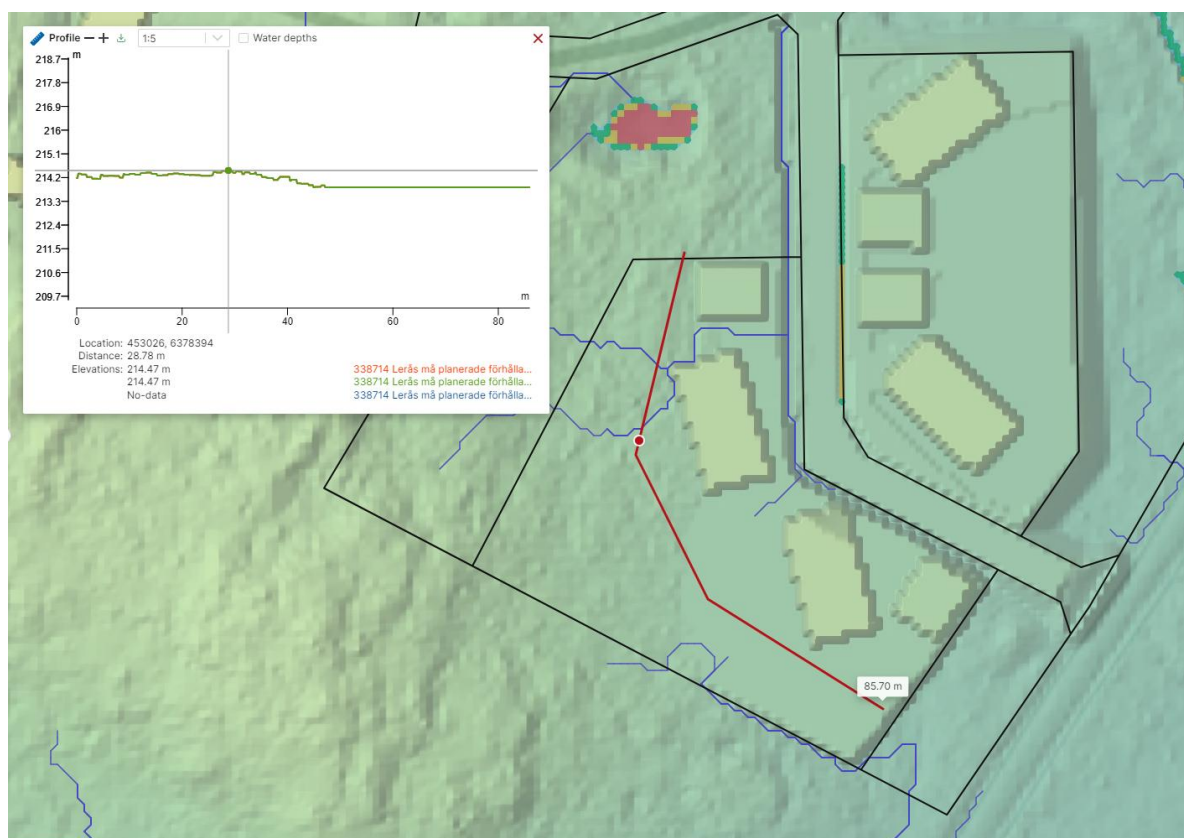 Profile 1:5 Water depths
m
218.7
217.8
216.9
216
215.1
214.2
213.3
212.4
211.5
210.6
209.7
m
0 20 40 60 80
Location: 453026, 6378394
Distance: 28.78 m
Elevations: 214.47 m 338714 Lerås må planerade förhålla...
214.47 m 338714 Lerås må planerade förhålla...
No-data 338714 Lerås må planerade förhålla...
85.70 m